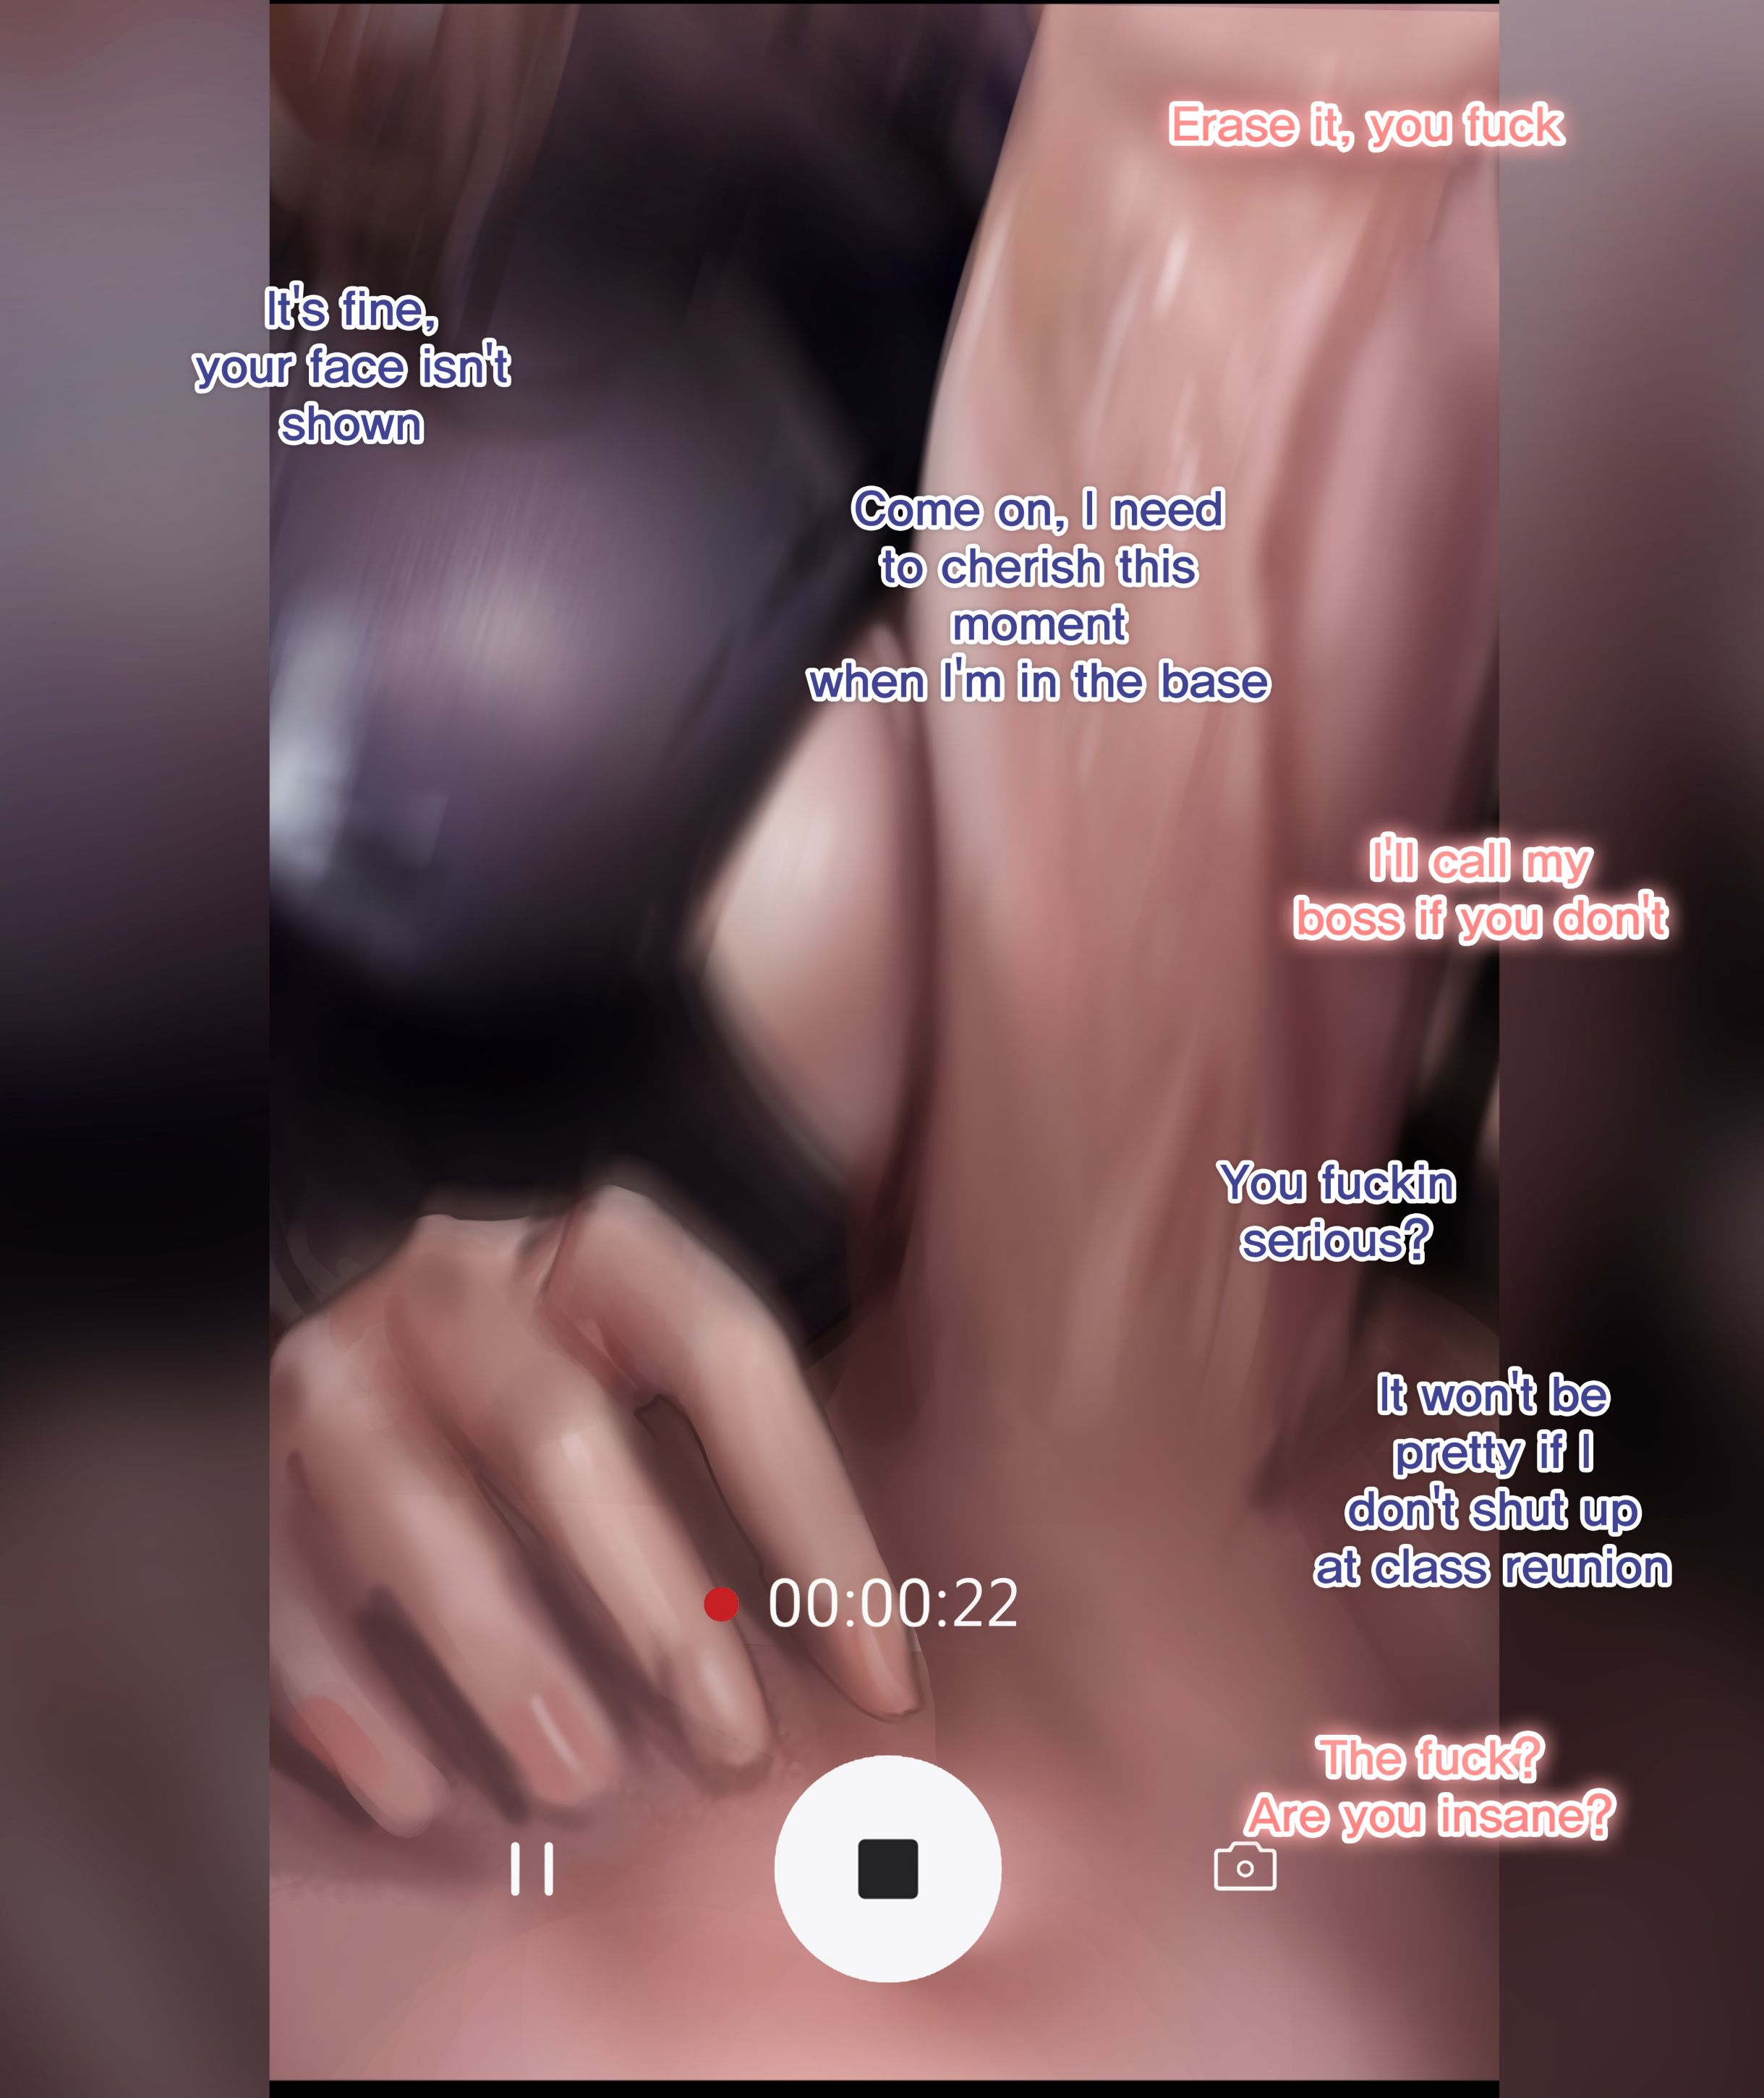 Erase it, you fuck
It's fine,
your face isn't
shown
Come on, I need
to cherish this
moment
when I'm in the base
I'll call my
boss if you don't
You fuckin
serious?
It won't be
pretty if I
don't shut up
at class reunion
00:00:22
The fuck?
Are you insane?